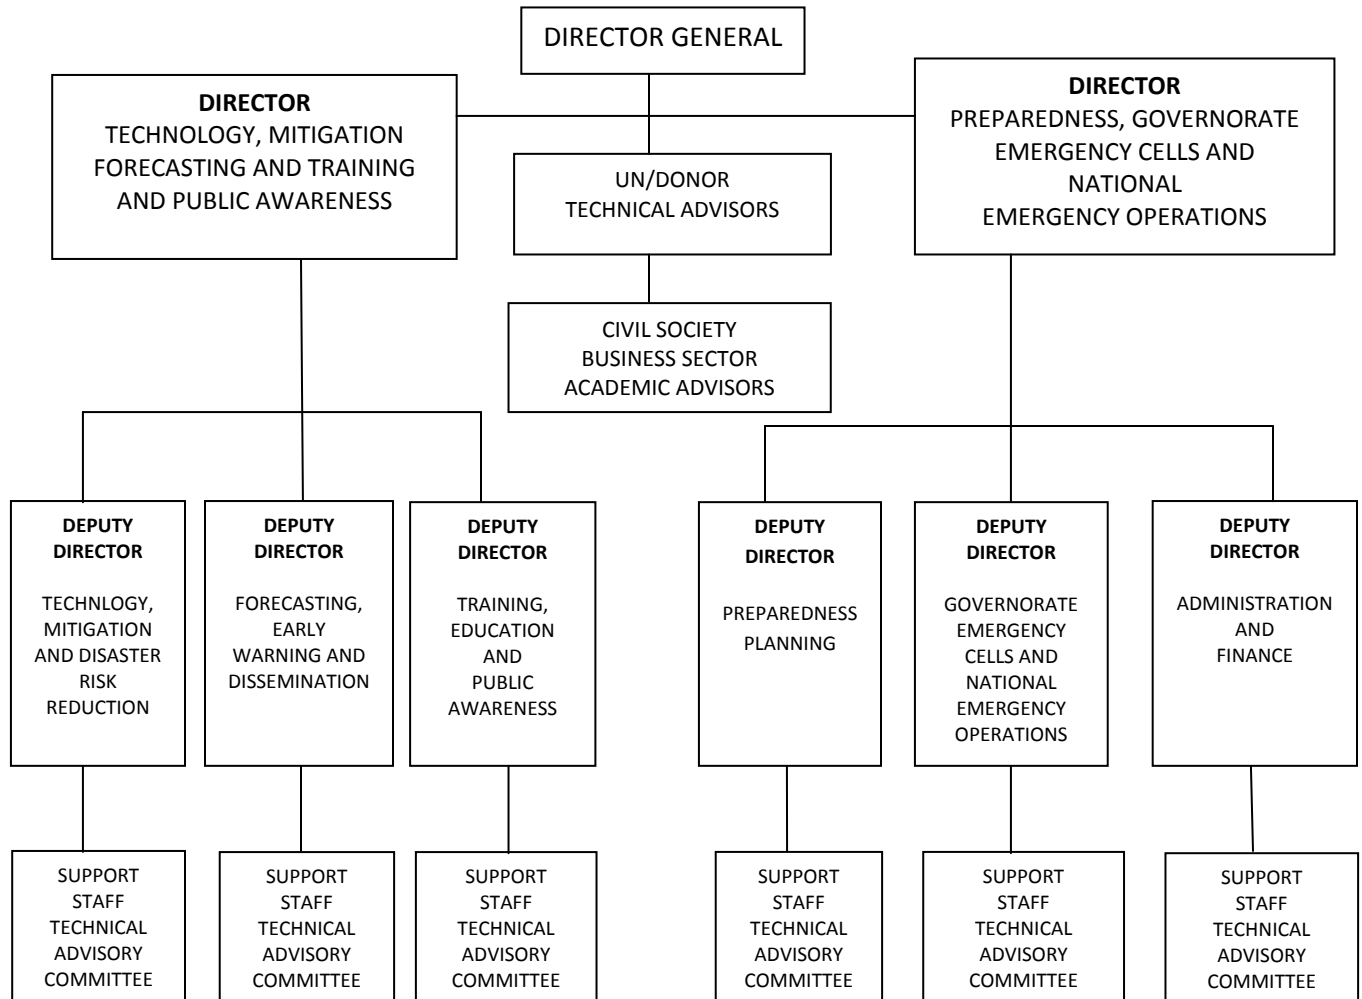 DIRECTOR GENERAL
DIRECTOR
TECHNOLOGY, MITIGATION
FORECASTING AND TRAINING
AND PUBLIC AWARENESS
UN/DONOR
TECHNICAL ADVISORS
DIRECTOR
PREPAREDNESS, GOVERNORATE
EMERGENCY CELLS AND
NATIONAL
EMERGENCY OPERATIONS
CIVIL SOCIETY
BUSINESS SECTOR
ACADEMIC ADVISORS
DEPUTY
DIRECTOR
TECHNLOGY,
MITIGATION
AND DISASTER
RISK
REDUCTION
DEPUTY
DIRECTOR
FORECASTING,
EARLY
WARNING AND
DISSEMINATION
DEPUTY
DIRECTOR
TRAINING,
EDUCATION
AND
PUBLIC
AWARENESS
DEPUTY
DIRECTOR
PREPAREDNESS
PLANNING
DEPUTY
DIRECTOR
GOVERNORATE
EMERGENCY
CELLS AND
NATIONAL
EMERGENCY
OPERATIONS
DEPUTY
DIRECTOR
ADMINISTRATION
AND
FINANCE
SUPPORT
STAFF
TECHNICAL
ADVISORY
COMMITTEE
SUPPORT
STAFF
TECHNICAL
ADVISORY
COMMITTEE
SUPPORT
STAFF
TECHNICAL
ADVISORY
COMMITTEE
SUPPORT
STAFF
TECHNICAL
ADVISORY
COMMITTEE
SUPPORT
STAFF
TECHNICAL
ADVISORY
COMMITTEE
SUPPORT
STAFF
TECHNICAL
ADVISORY
COMMITTEE